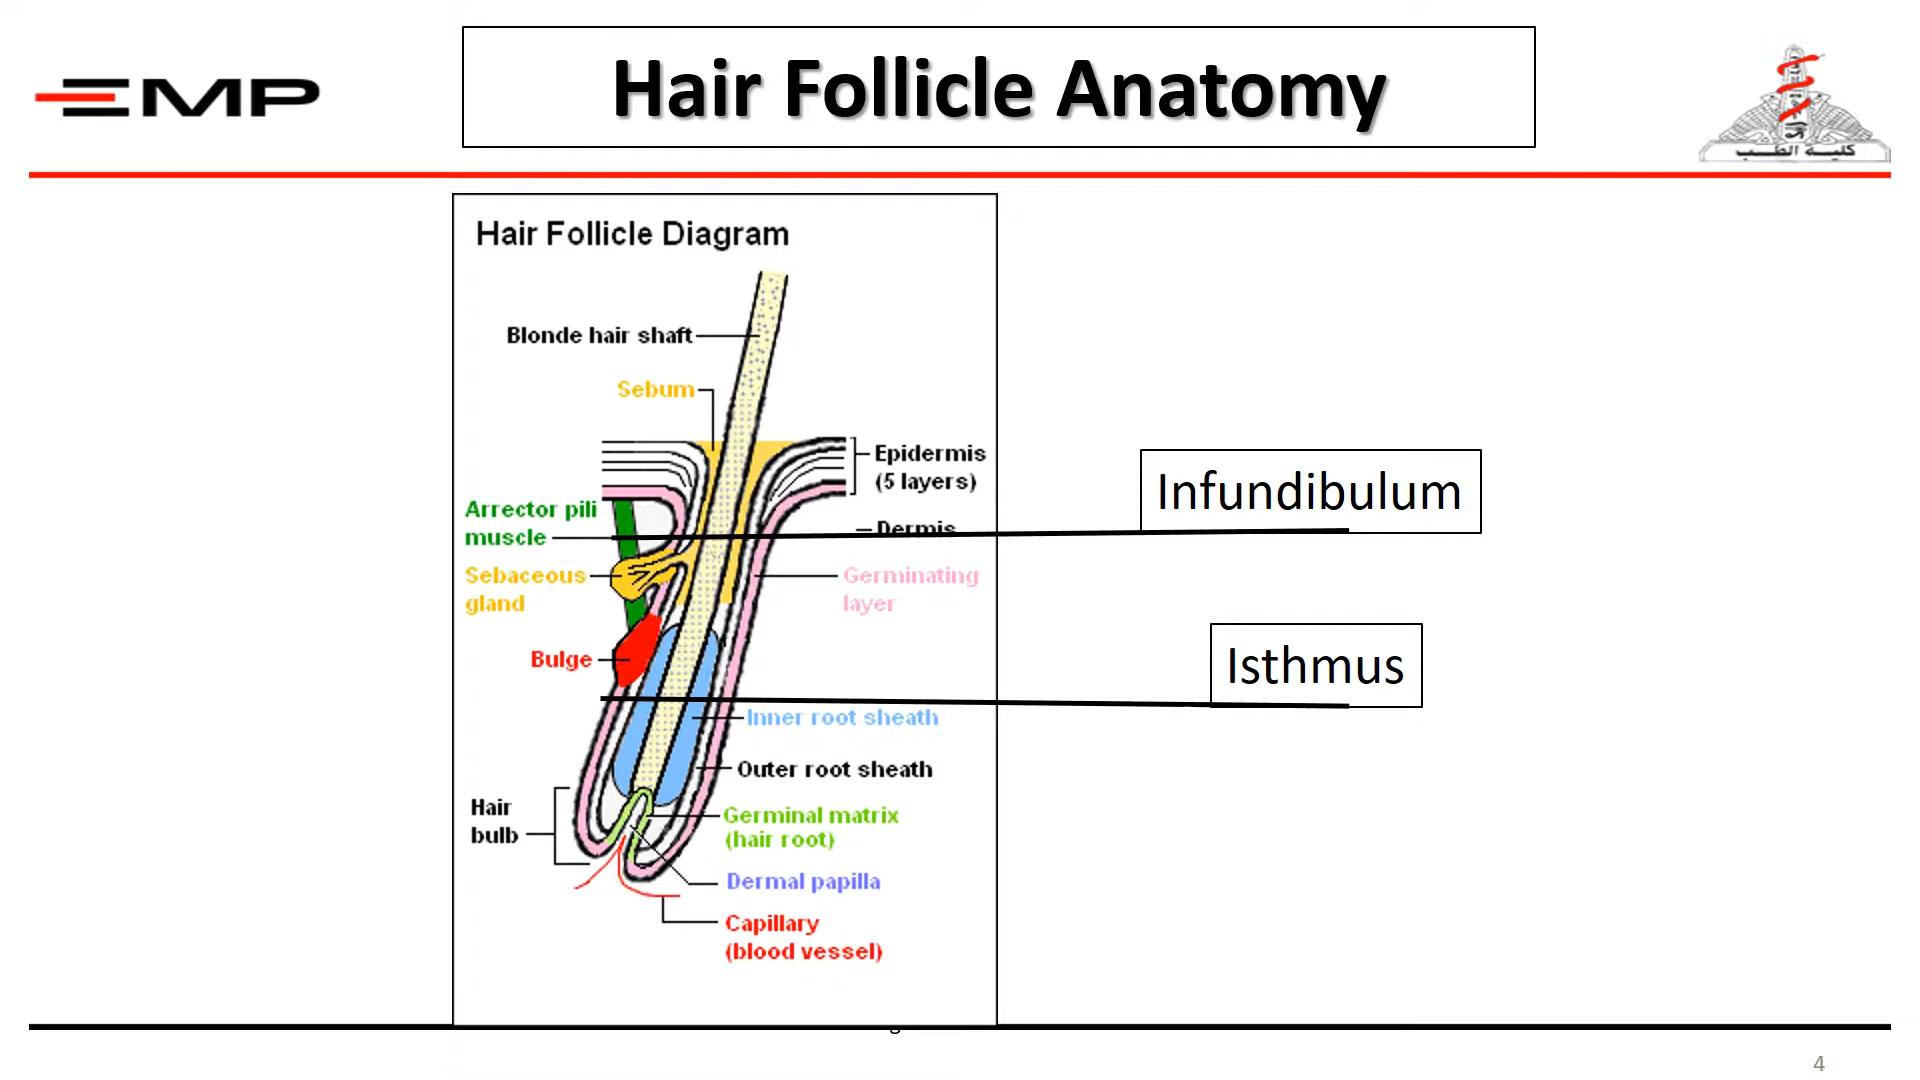 EMP
Hair Follicle Anatomy
كلية الطب
Hair Follicle Diagram
Blonde hair shaft
Sebum
Epidermis
(5 layers)
Infundibulum
Arrector pili
muscle
Dermis
Sebaceous
gland
Germinating
layer
Bulge
Isthmus
Inner root sheath
Outer root sheath
Hair
bulb
Germinal matrix
(hair root)
Dermal papilla
Capillary
(blood vessel)
4